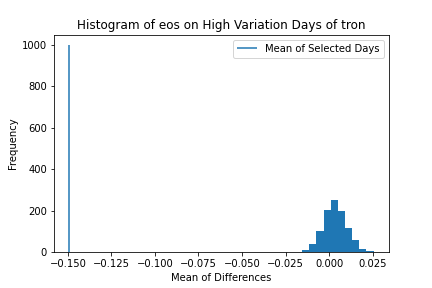 Histogram of eos on High Variation Days of tron
Mean of Selected Days
1000
800
600
400
200
0
Frequency
−0.150 −0.125 −0.100 −0.075 −0.050 −0.025 0.000 0.025
Mean of Differences